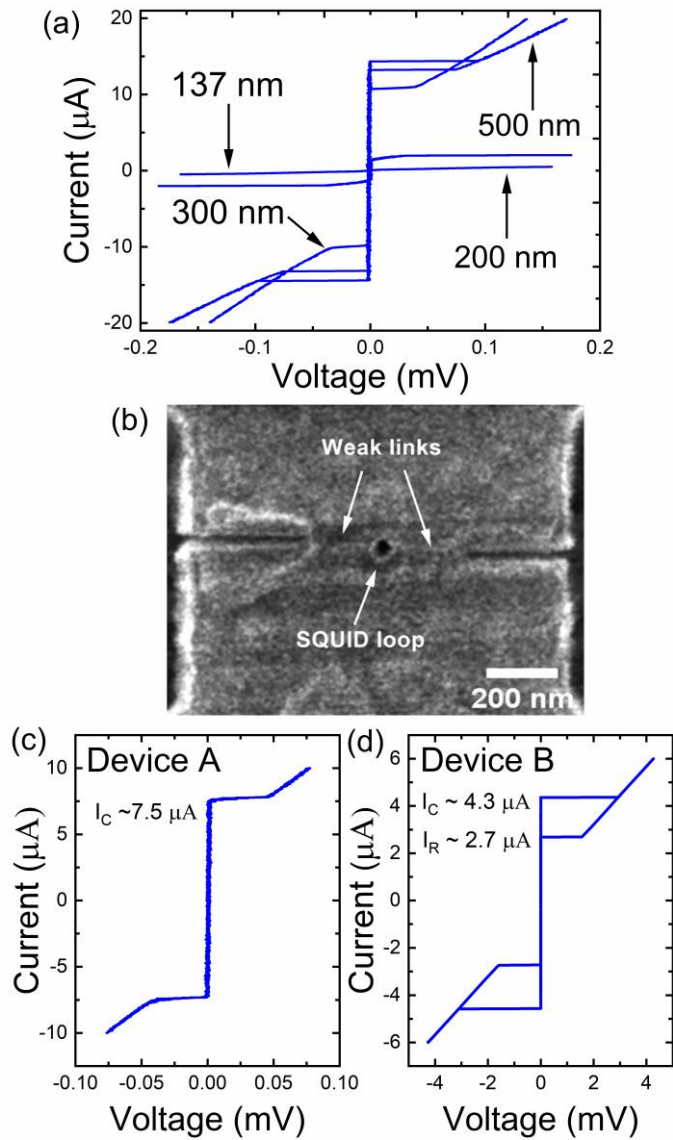 (a)
20
10
0
-10
-20
Current (μA)
137 nm
300 nm
500 nm
200 nm
-0.2 -0.1 0.0 0.1 0.2
Voltage (mV)
(b)
Weak links
SQUID loop
200 nm
(c)
Device A
I_C ~7.5 μA
10
5
0
-5
-10
Current (μA)
-0.10 -0.05 0.00 0.05 0.10
Voltage (mV)
(d)
Device B
I_C ~ 4.3 μA
I_R ~ 2.7 μA
6
4
2
0
-2
-4
-6
Current (μA)
-4 -2 0 2 4
Voltage (mV)